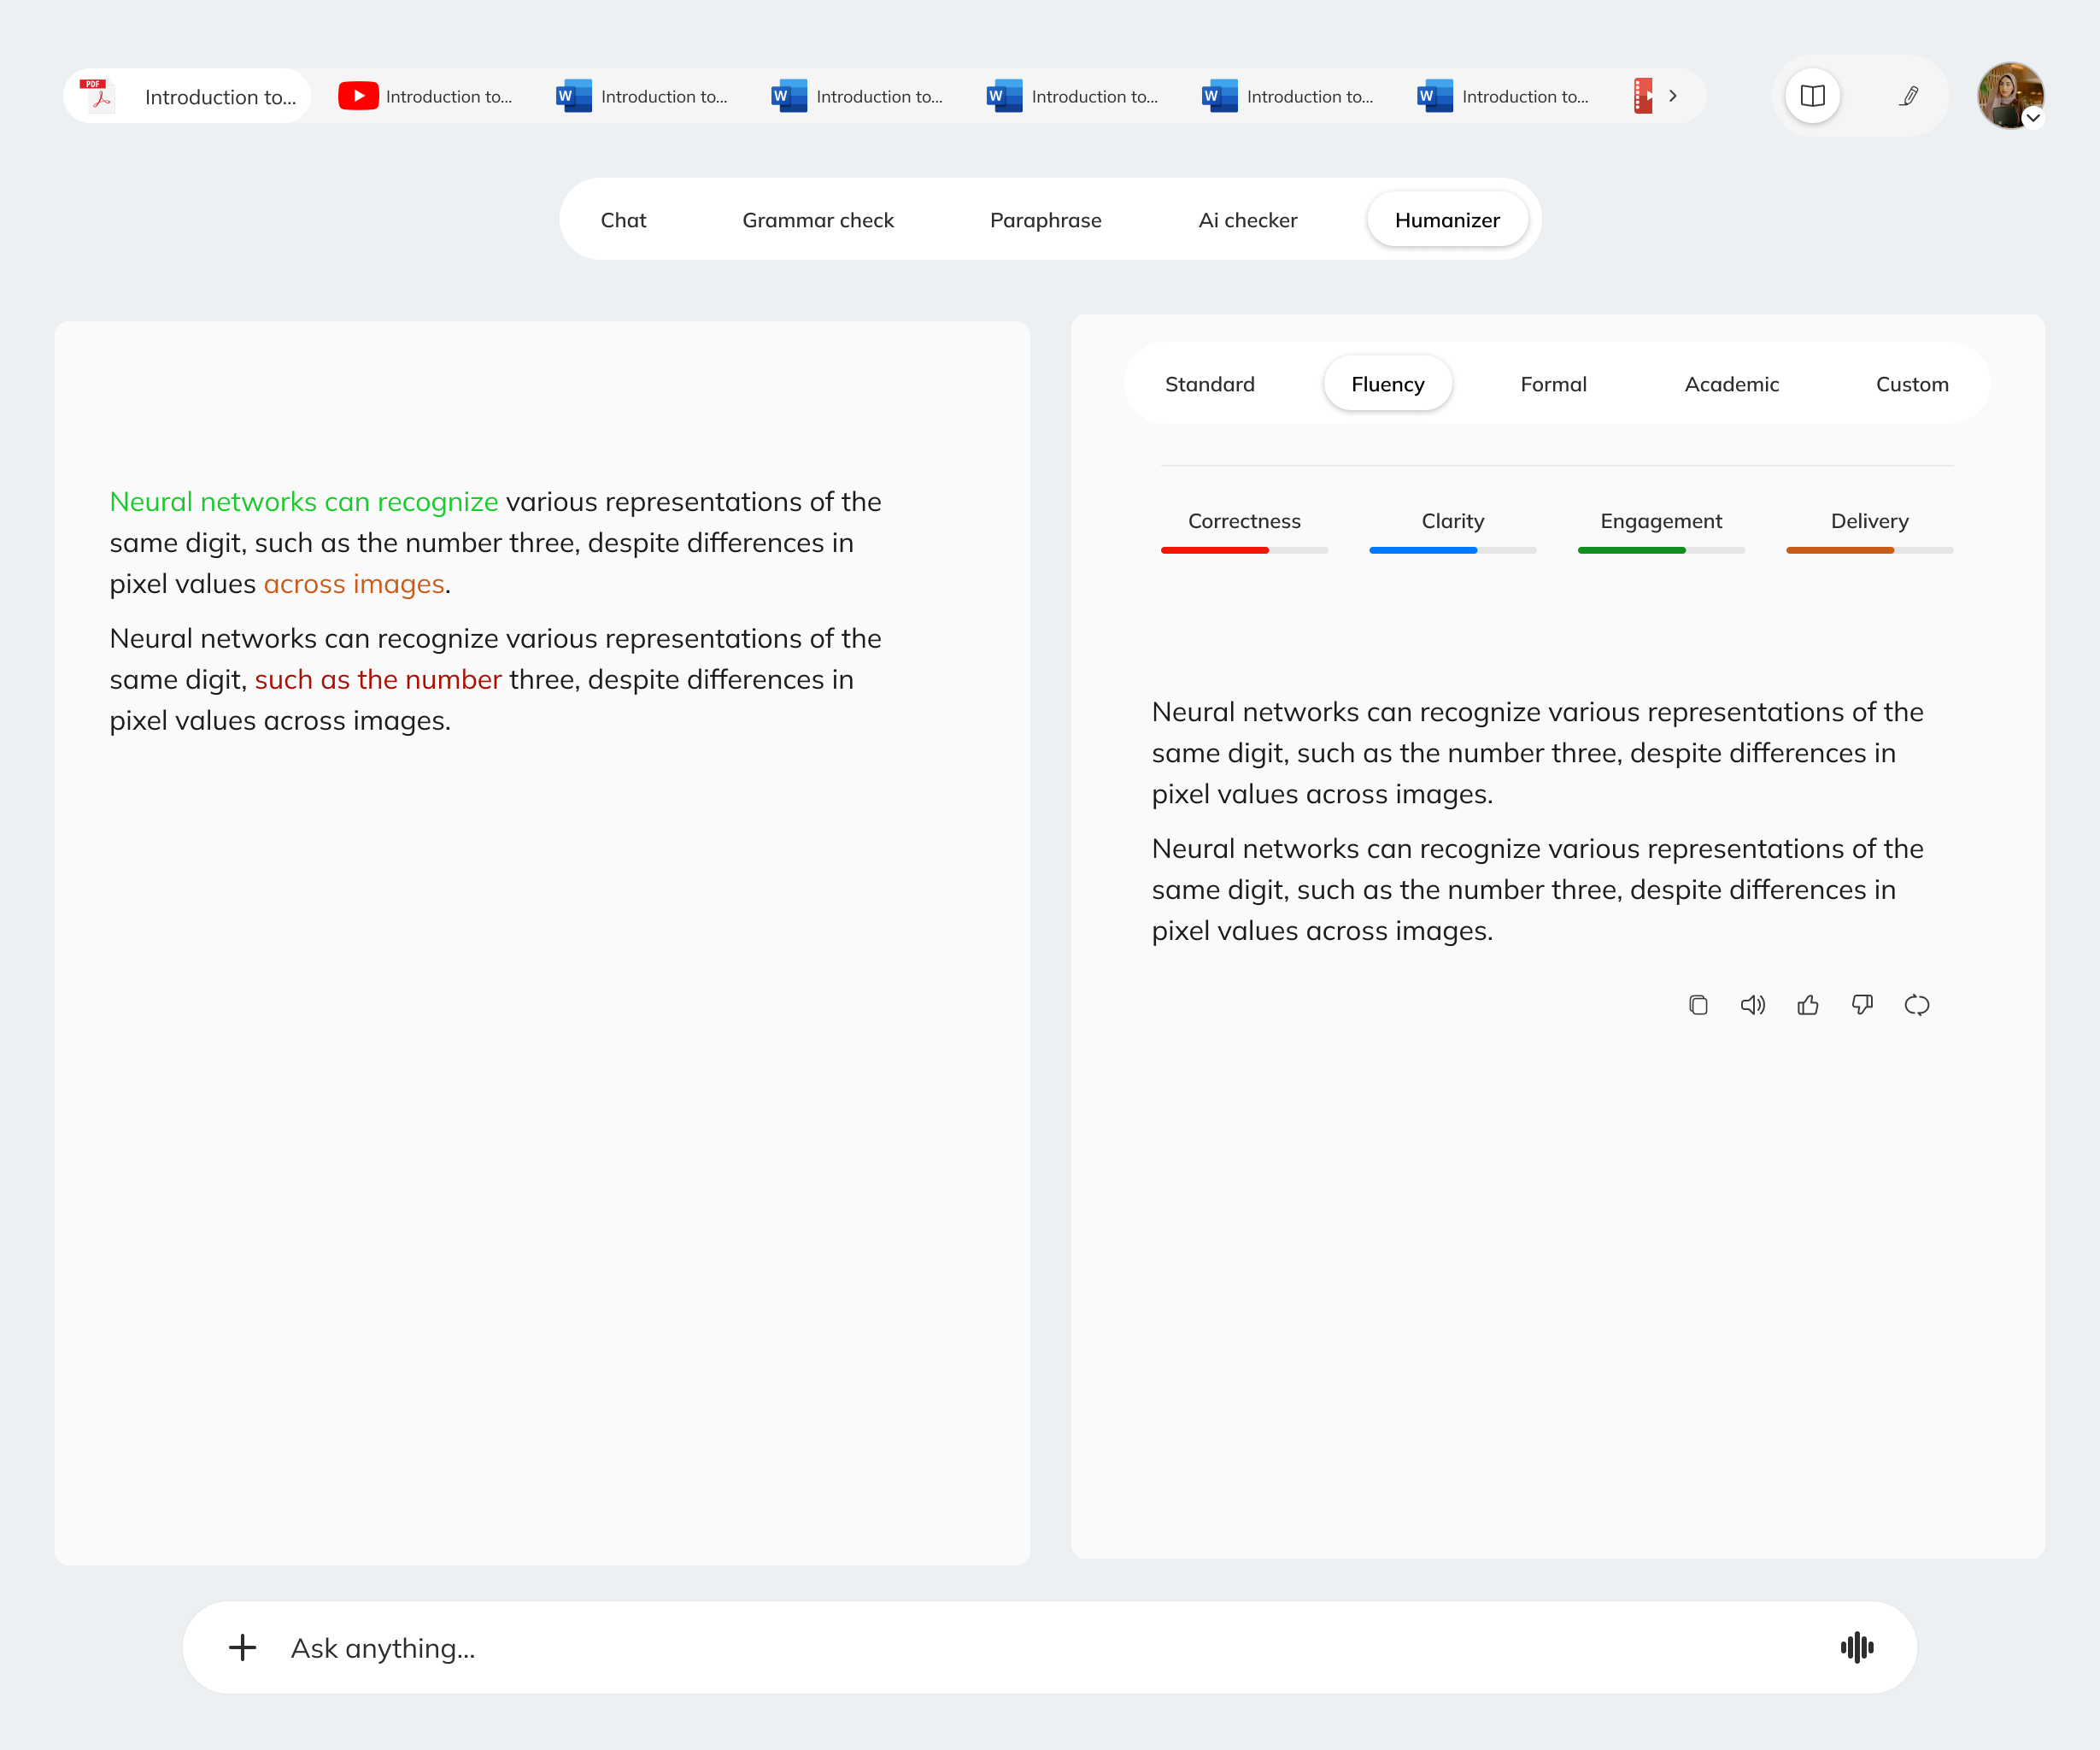 PDF
Introduction to...
Introduction to...
W
Introduction to...
W
Introduction to...
W
Introduction to...
W
Introduction to...
W
Introduction to...
Chat
Grammar check
Paraphrase
Ai checker
Humanizer
Neural networks can recognize various representations of the
same digit, such as the number three, despite differences in
pixel values across images.
Neural networks can recognize various representations of the
same digit, such as the number three, despite differences in
pixel values across images.
Standard
Fluency
Formal
Academic
Custom
Correctness
Clarity
Engagement
Delivery
Neural networks can recognize various representations of the
same digit, such as the number three, despite differences in
pixel values across images.
Neural networks can recognize various representations of the
same digit, such as the number three, despite differences in
pixel values across images.
Ask anything...